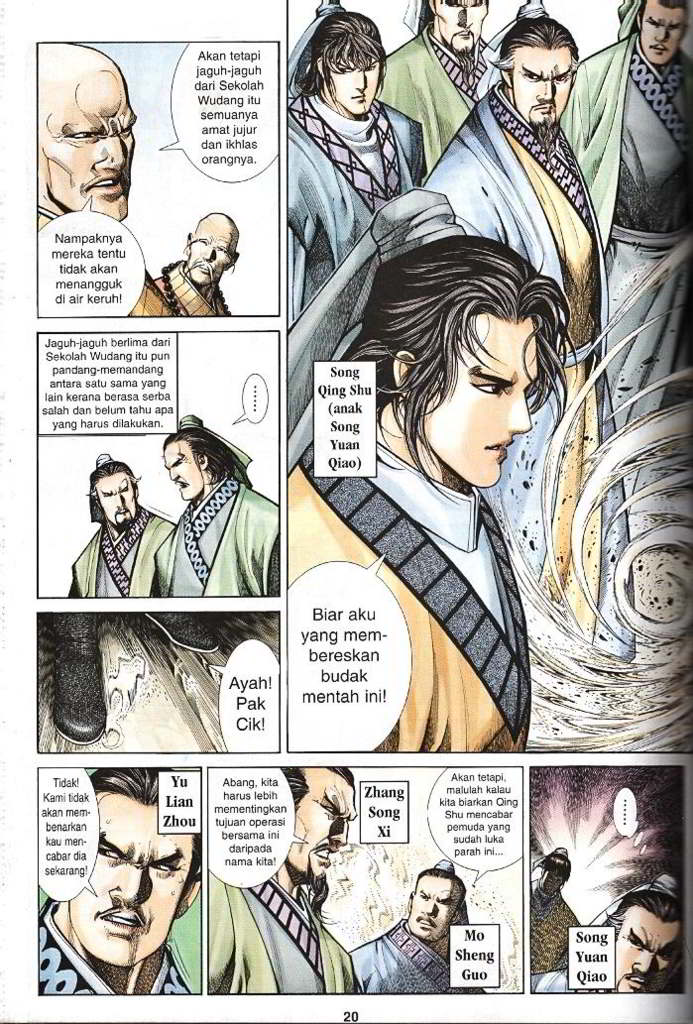 Akan tetapi
jaguh-jaguh
dari Sekolah
Wudang itu
semuanya
amat jujur
dan ikhlas
orangnya.
Nampaknya
mereka tentu
tidak akan
menangguk
di air keruh!
Jaguh-jaguh berlima dari
Sekolah Wudang itu pun
pandang-memandang
antara satu sama yang
lain kerana berasa serba
salah dan belum tahu apa
yang harus dilakukan.
......
Ayah!
Pak
Cik!
Song
Qing Shu
(anak
Song
Yuan
Qiao)
Biar aku
yang mem-
bereskan
budak
mentah ini!
Tidak!
Kami tidak
akan mem-
benarkan
kau men-
cabar dia
sekarang!
Yu
Lian
Zhou
Abang, kita
harus lebih
mementingkan
tujuan operasi
bersama ini
daripada
nama kita!
Zhang
Song
Xi
Akan tetapi,
malulah kalau
kita biarkan Qing
Shu mencabar
pemuda yang
sudah luka
parah ini...
Mo
Sheng
Guo
......
Song
Yuan
Qiao
20